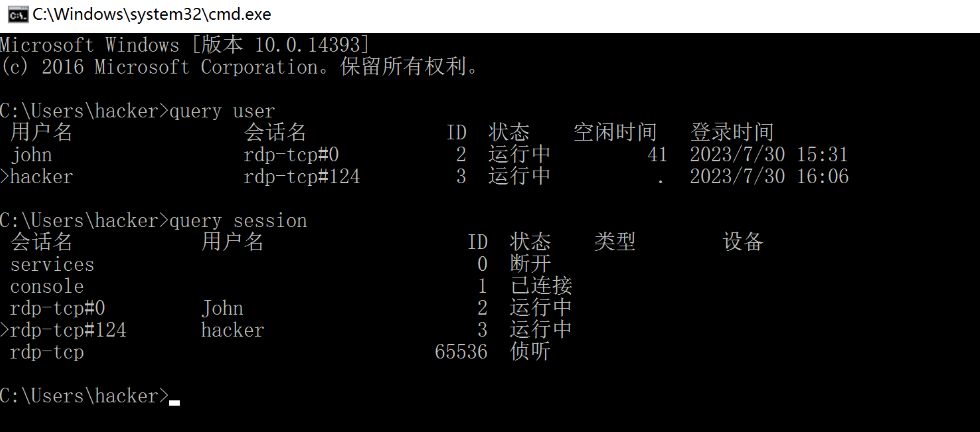 C:\Windows\system32\cmd.exe
Microsoft Windows [版本 10.0.14393]
(c) 2016 Microsoft Corporation。保留所有权利。
C:\Users\hacker>query user
用户名 会话名 ID 状态 空闲时间 登录时间
john rdp-tcp#0 2 运行中 41 2023/7/30 15:31
>hacker rdp-tcp#124 3 运行中 . 2023/7/30 16:06
C:\Users\hacker>query session
会话名 用户名 ID 状态 类型 设备
services 0 断开
console 1 已连接
rdp-tcp#0 John 2 运行中
>rdp-tcp#124 hacker 3 运行中
rdp-tcp 65536 侦听
C:\Users\hacker>